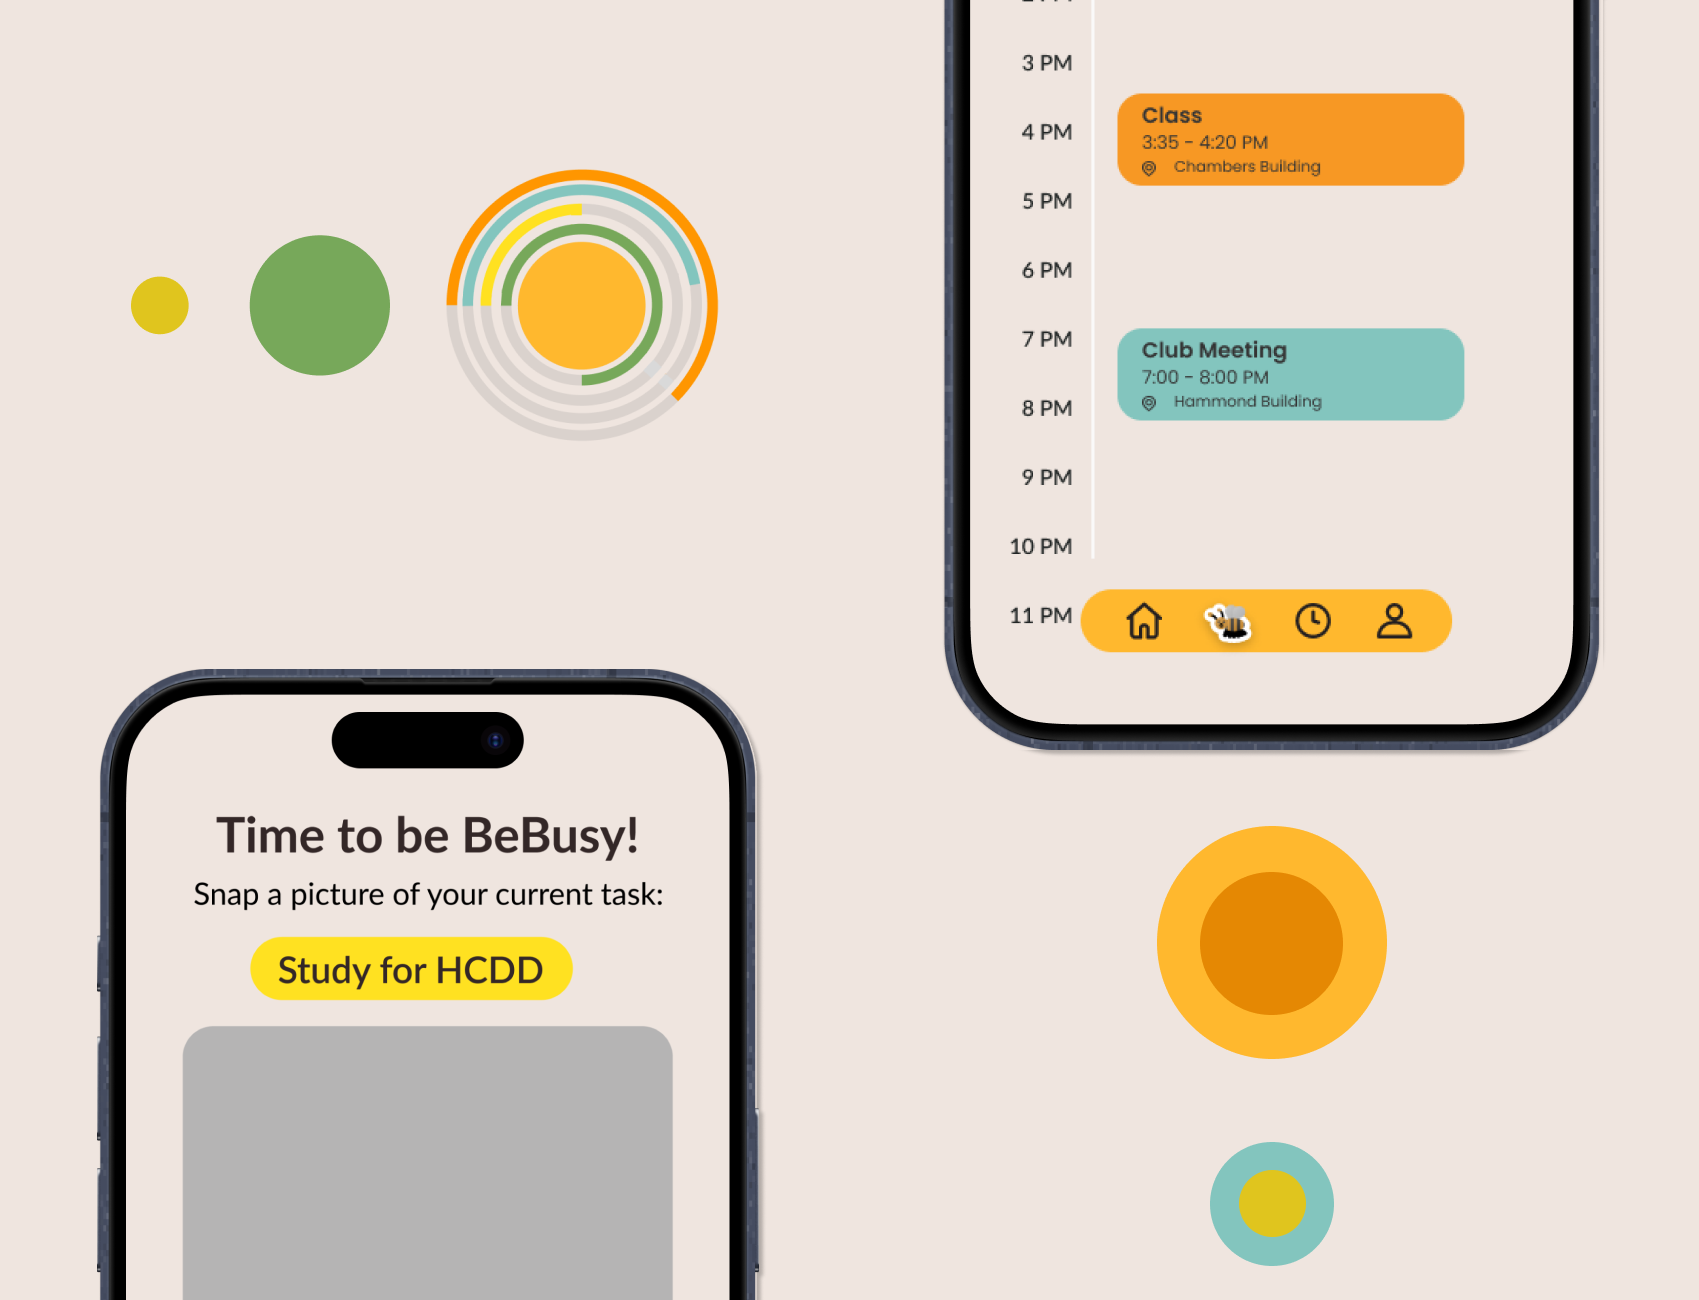 3 PM
Class
3:35 - 4:20 PM
Chambers Building
4 PM
5 PM
6 PM
7 PM
Club Meeting
7:00 - 8:00 PM
Hammond Building
8 PM
9 PM
10 PM
11 PM
Time to be BeBusy!
Snap a picture of your current task:
Study for HCDD